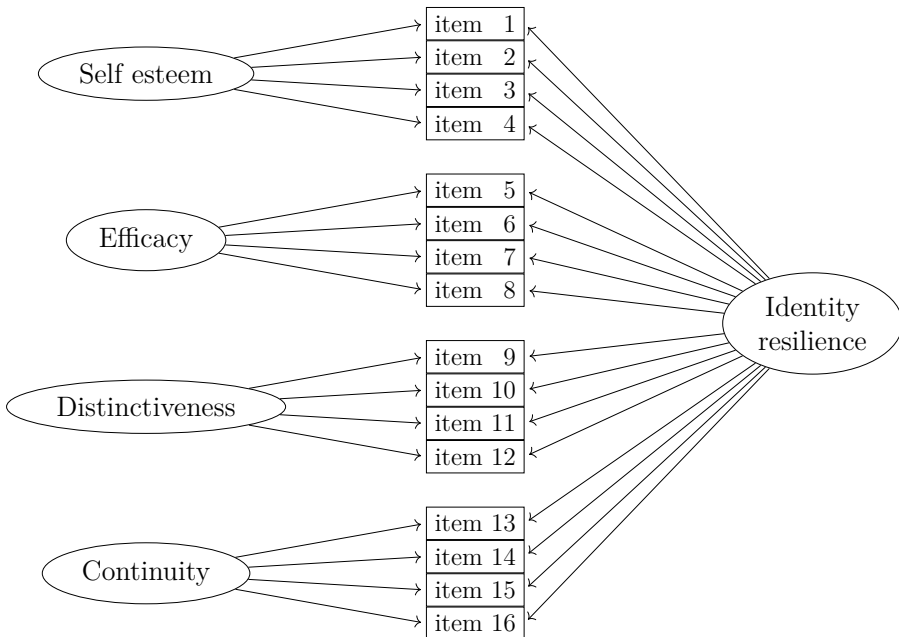 Self esteem
item 1
item 2
item 3
item 4
Efficacy
item 5
item 6
item 7
item 8
Identity
resilience
Distinctiveness
item 9
item 10
item 11
item 12
Continuity
item 13
item 14
item 15
item 16